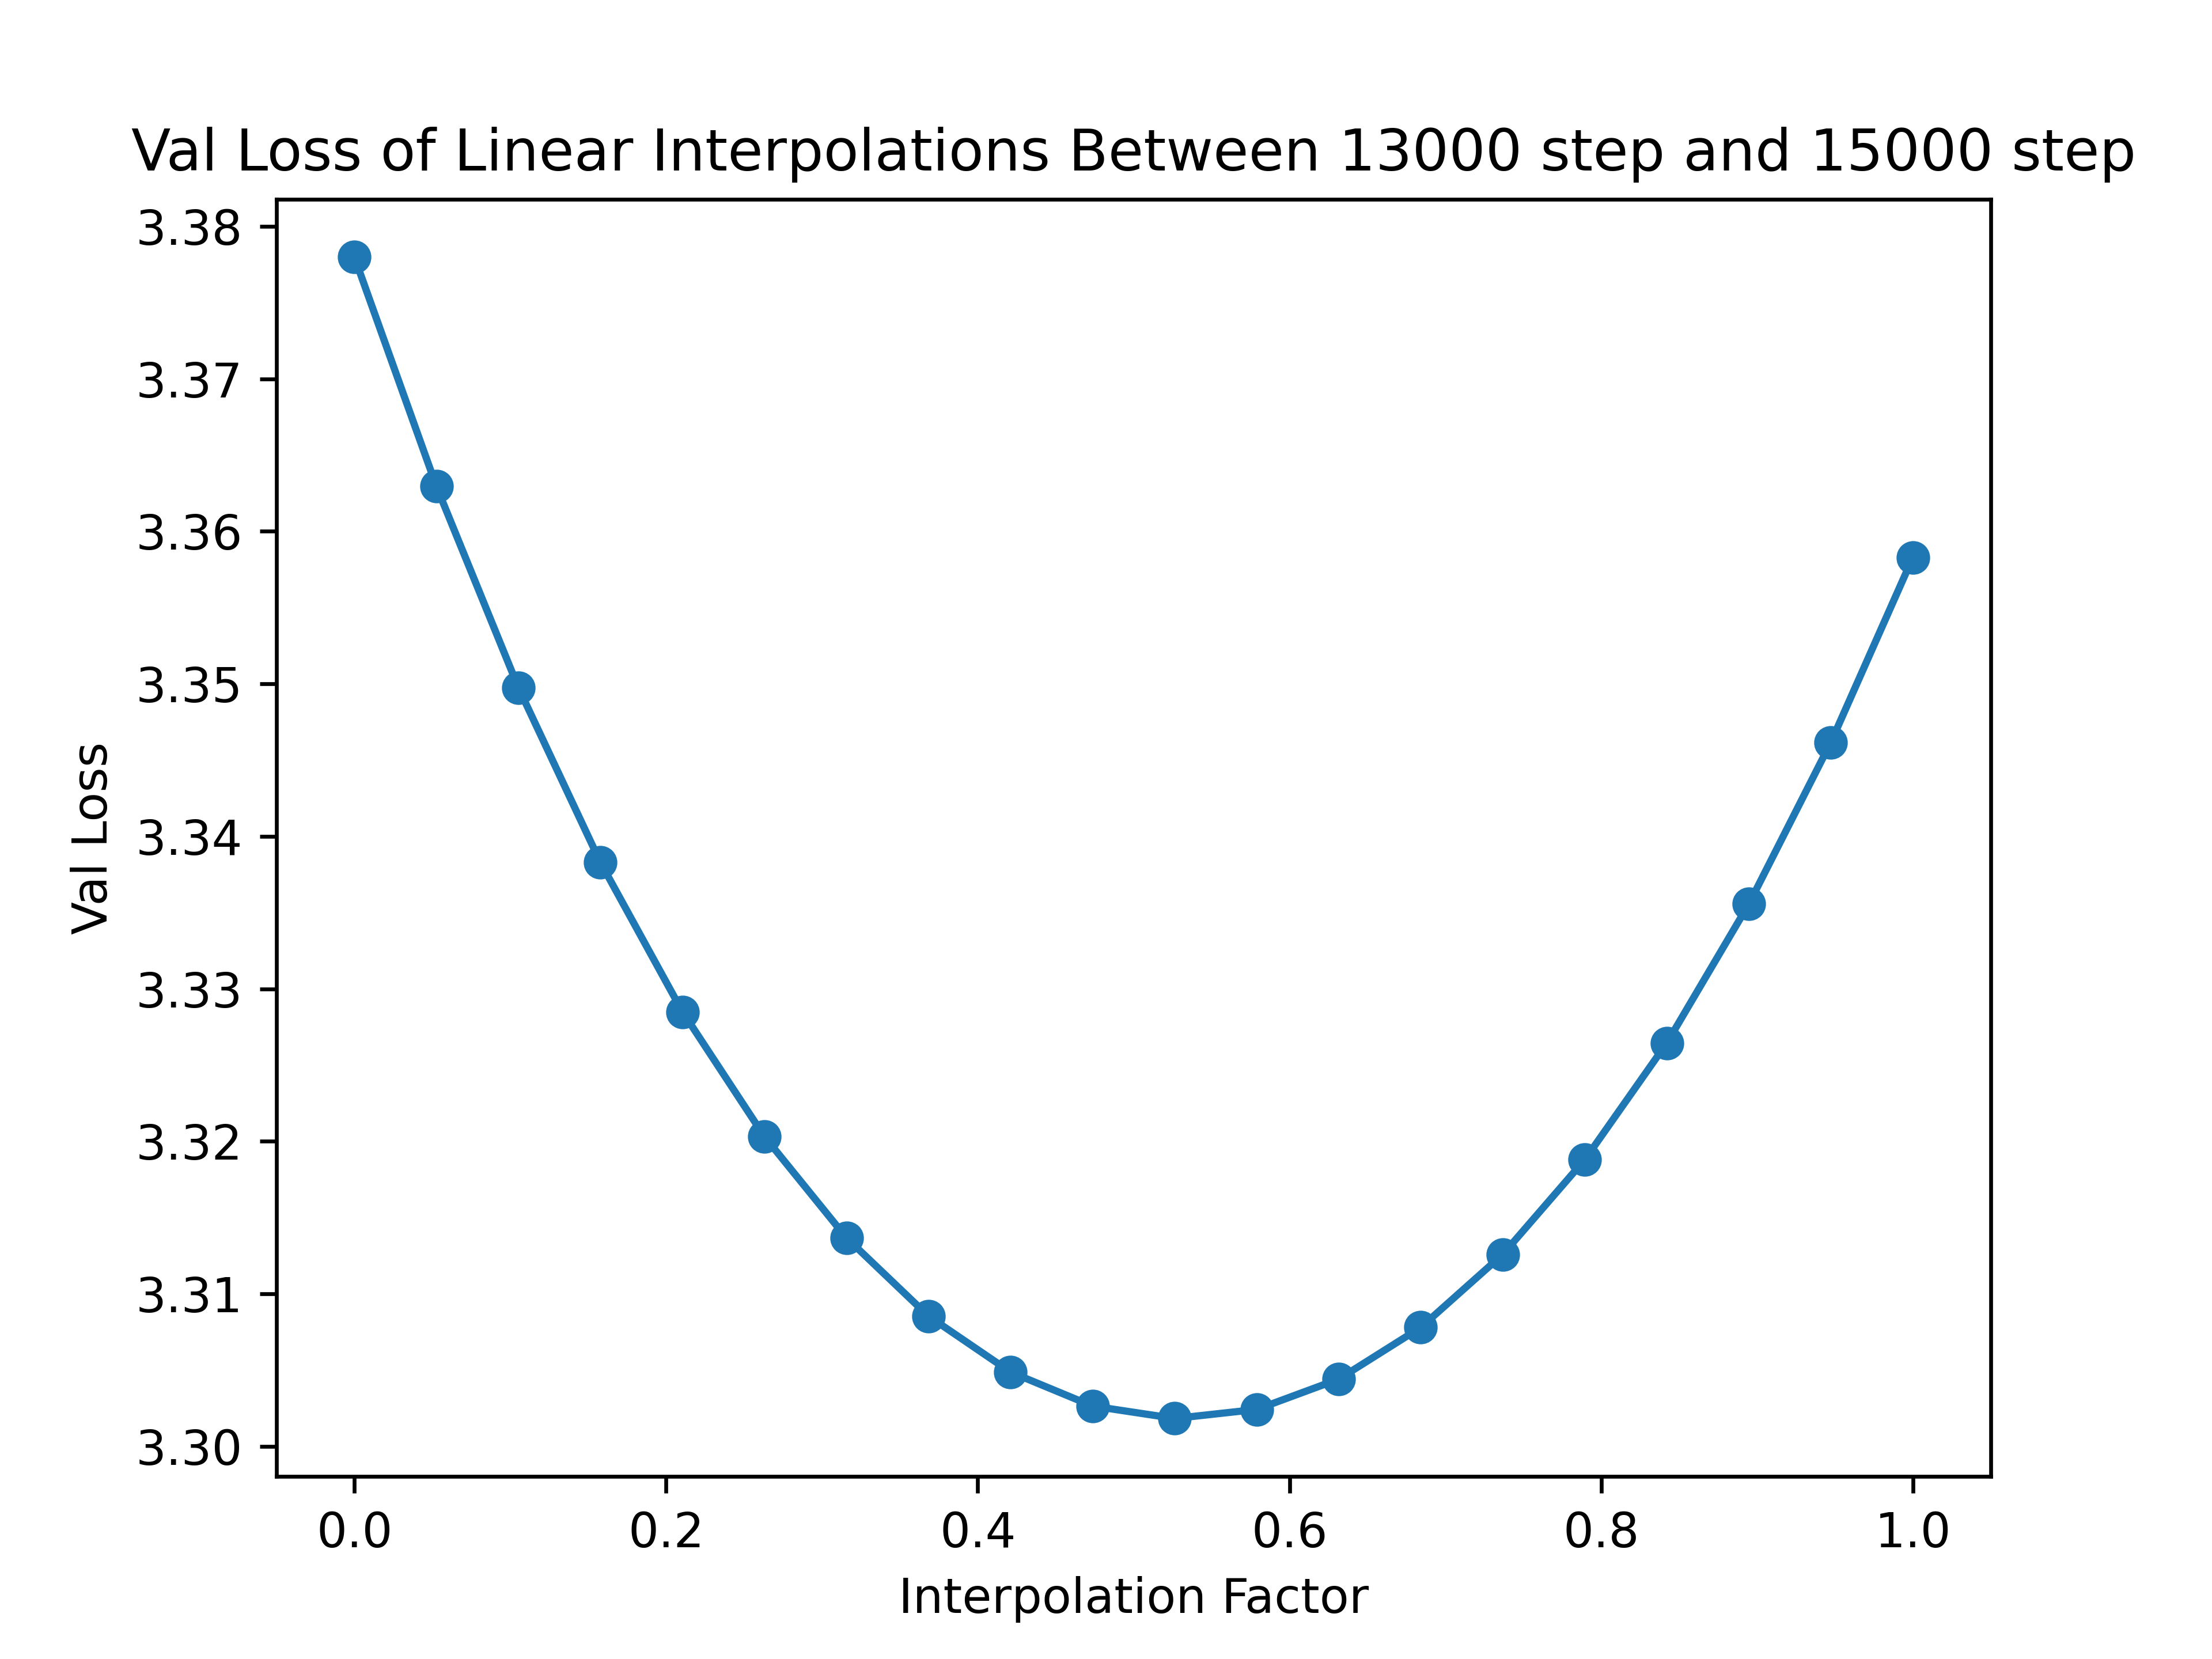 Val Loss of Linear Interpolations Between 13000 step and 15000 step
3.38
3.37
3.36
3.35
3.34
3.33
3.32
3.31
3.30
Val Loss
0.0 0.2 0.4 0.6 0.8 1.0
Interpolation Factor